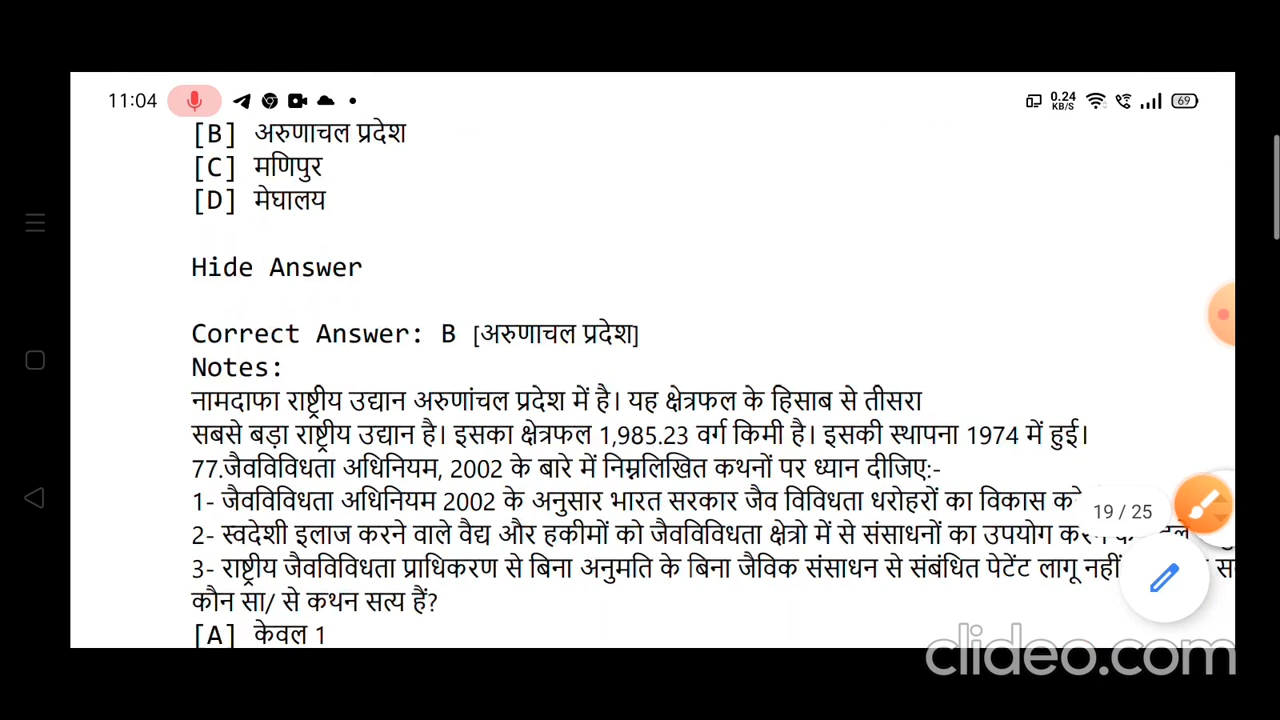 11:04
0.24 KB/S
69
[B] अरुणाचल प्रदेश
[C] मणिपुर
[D] मेघालय
Hide Answer
Correct Answer: B [अरुणाचल प्रदेश]
Notes:
नामदाफा राष्ट्रीय उद्यान अरुणांचल प्रदेश में है। यह क्षेत्रफल के हिसाब से तीसरा
सबसे बड़ा राष्ट्रीय उद्यान है। इसका क्षेत्रफल 1,985.23 वर्ग किमी है। इसकी स्थापना 1974 में हुई।
77.जैवविविधता अधिनियम, 2002 के बारे में निम्नलिखित कथनों पर ध्यान दीजिए:-
1- जैवविविधता अधिनियम 2002 के अनुसार भारत सरकार जैव विविधता धरोहरों का विकास
19 / 25
2- स्वदेशी इलाज करने वाले वैद्य और हकीमों को जैवविविधता क्षेत्रो में से संसाधनों का उपयोग
3- राष्ट्रीय जैवविविधता प्राधिकरण से बिना अनुमति के बिना जैविक संसाधन से संबंधित पेटेंट लागू नहीं
कौन सा/ से कथन सत्य हैं?
[A] केवल 1
clideo.com